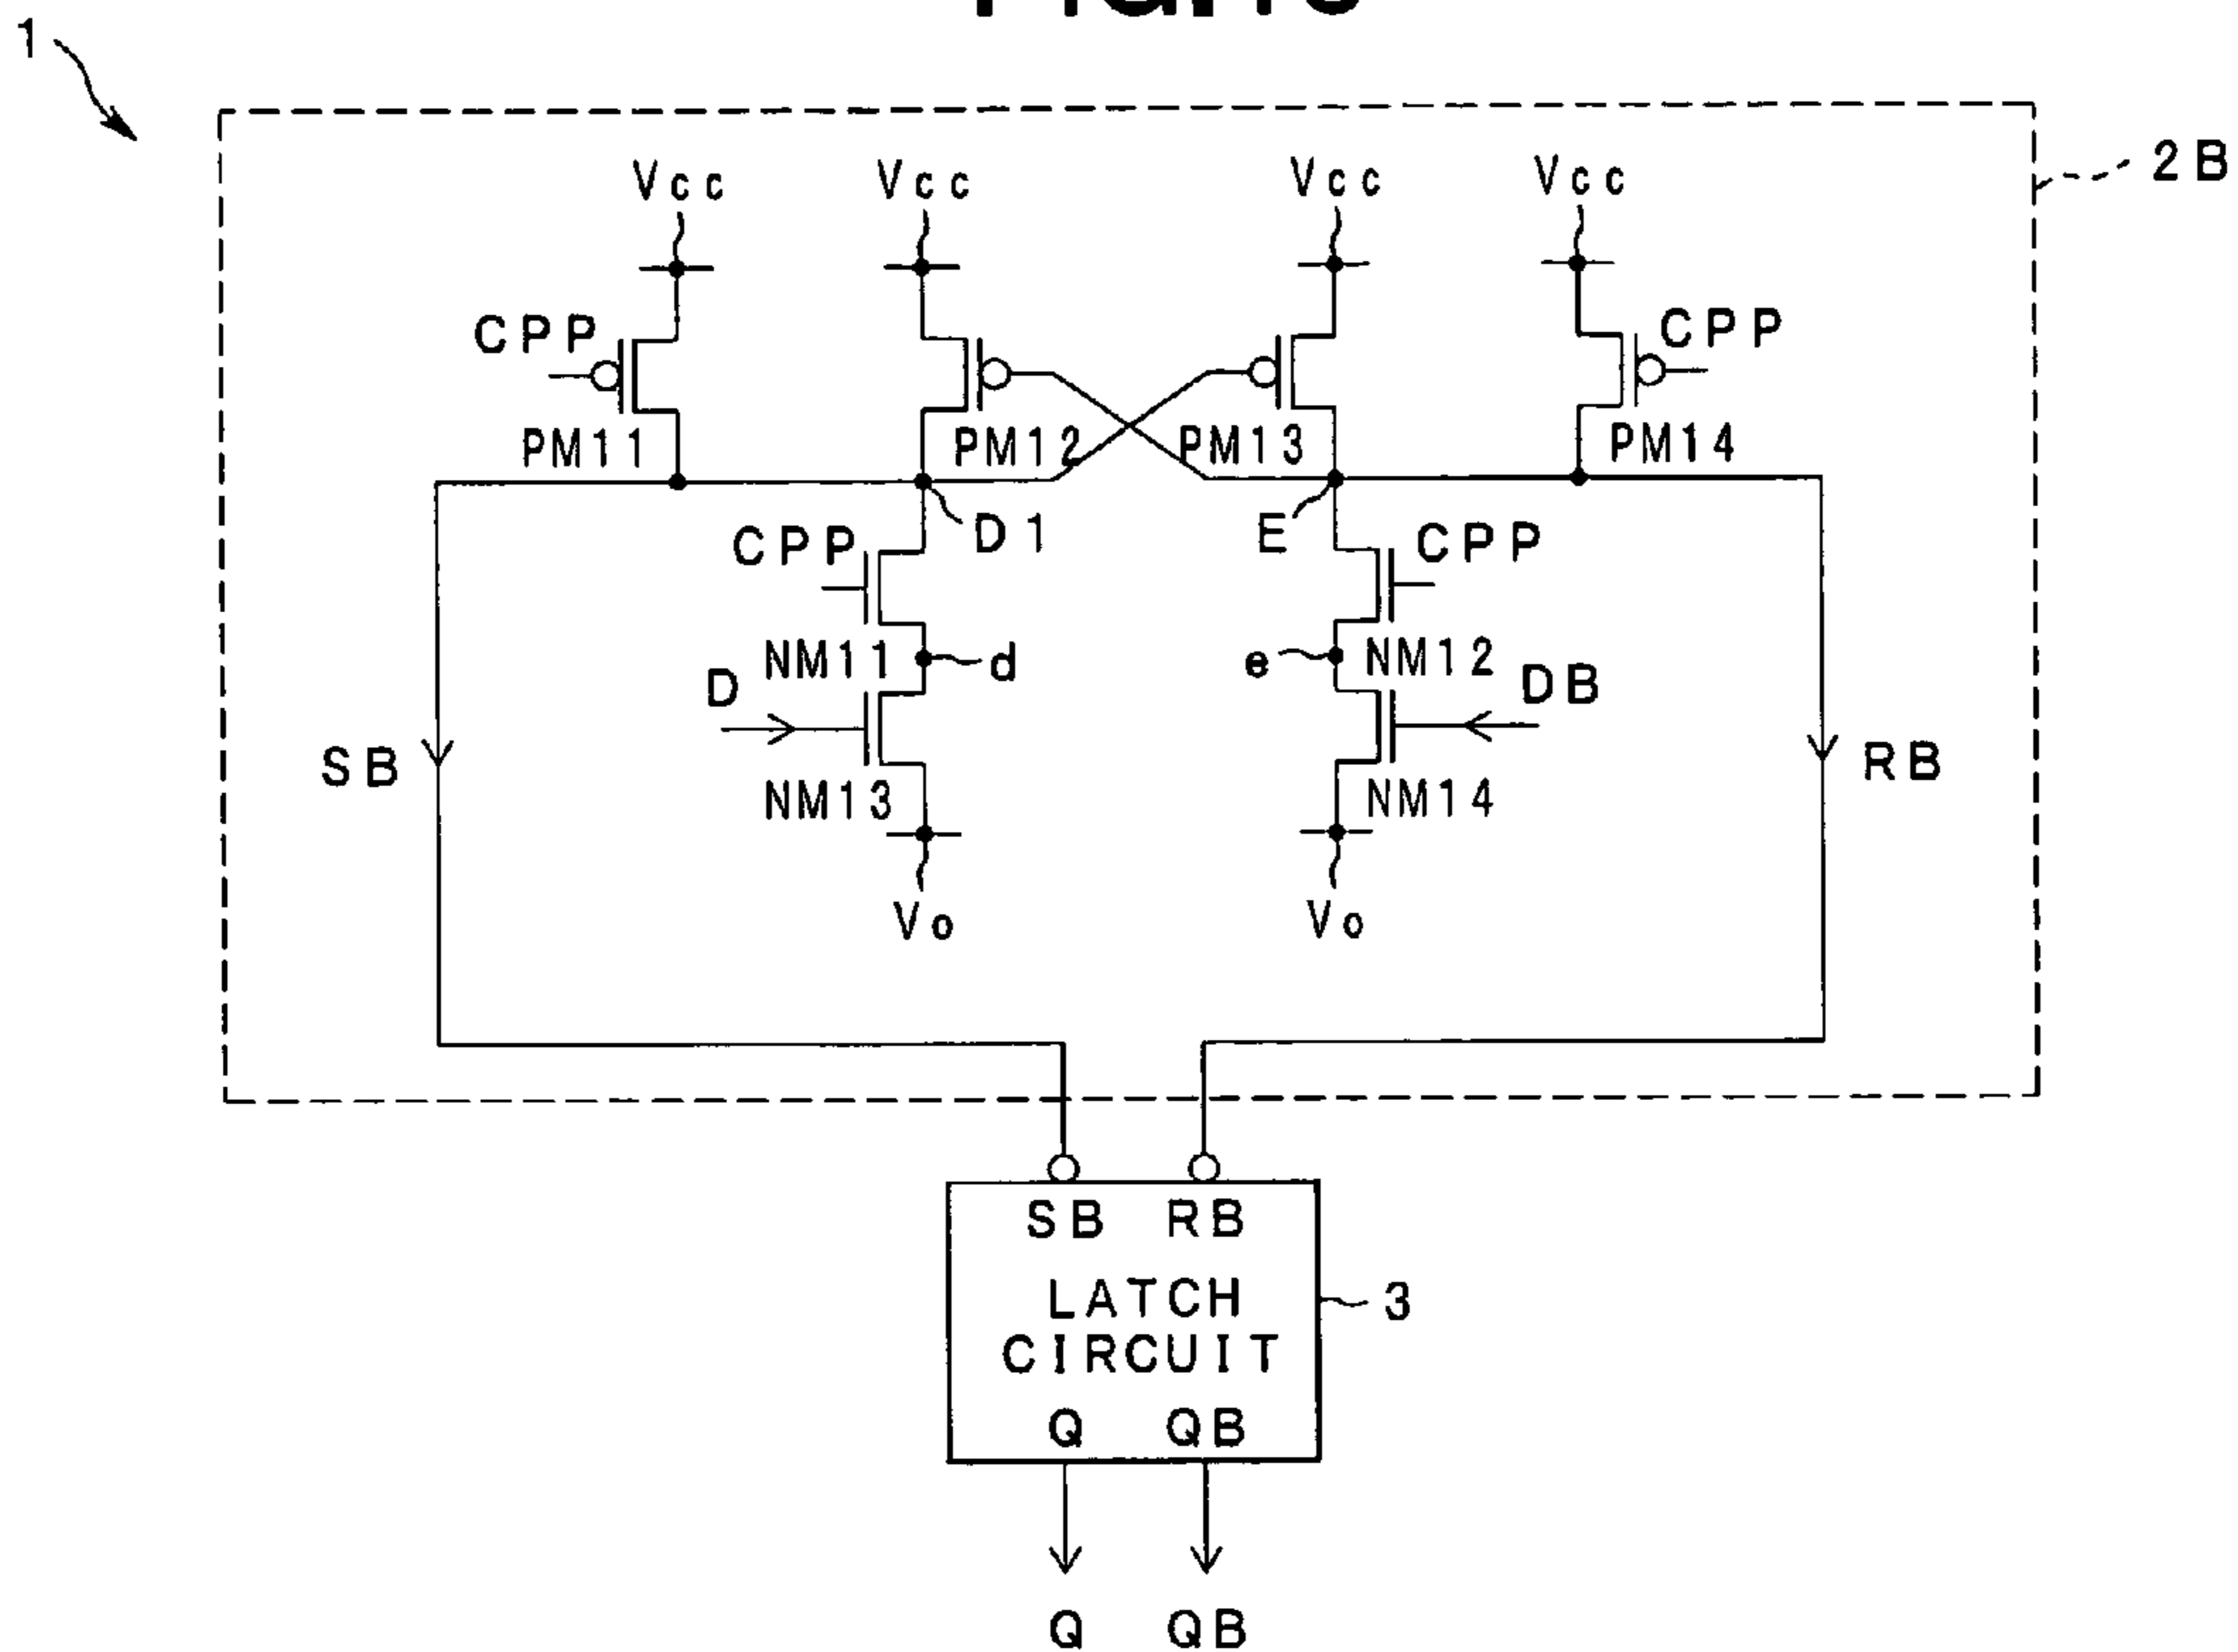 1
2B
Vcc Vcc Vcc Vcc
CPP CPP
PM11 PM12 PM13 PM14
D1 E
CPP CPP
NM11 d e NM12
D DB
SB RB
NM13 NM14
Vo Vo
SB RB
LATCH
CIRCUIT
3
Q QB
Q QB